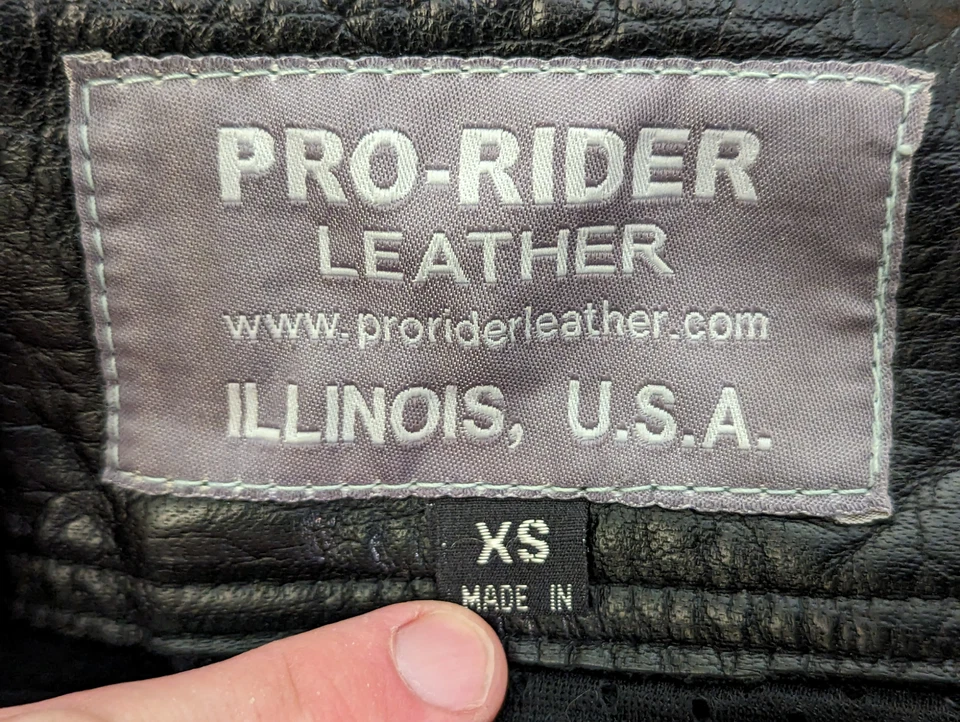 PRO-RIDER
LEATHER
www.proriderleather.com
ILLINOIS, U.S.A.
XS
MADE IN